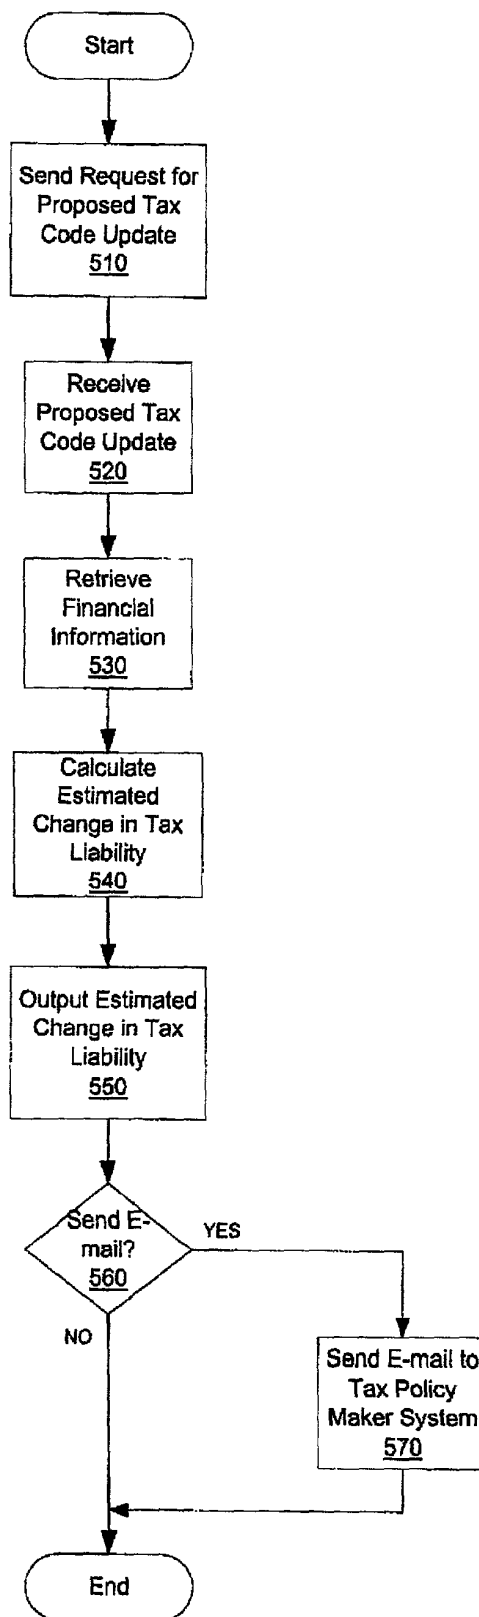 Start
Send Request for
Proposed Tax
Code Update
510
Receive
Proposed Tax
Code Update
520
Retrieve
Financial
Information
530
Calculate
Estimated
Change in Tax
Liability
540
Output Estimated
Change in Tax
Liability
550
Send E-
mail?
560
YES
NO
Send E-mail to
Tax Policy
Maker System
570
End